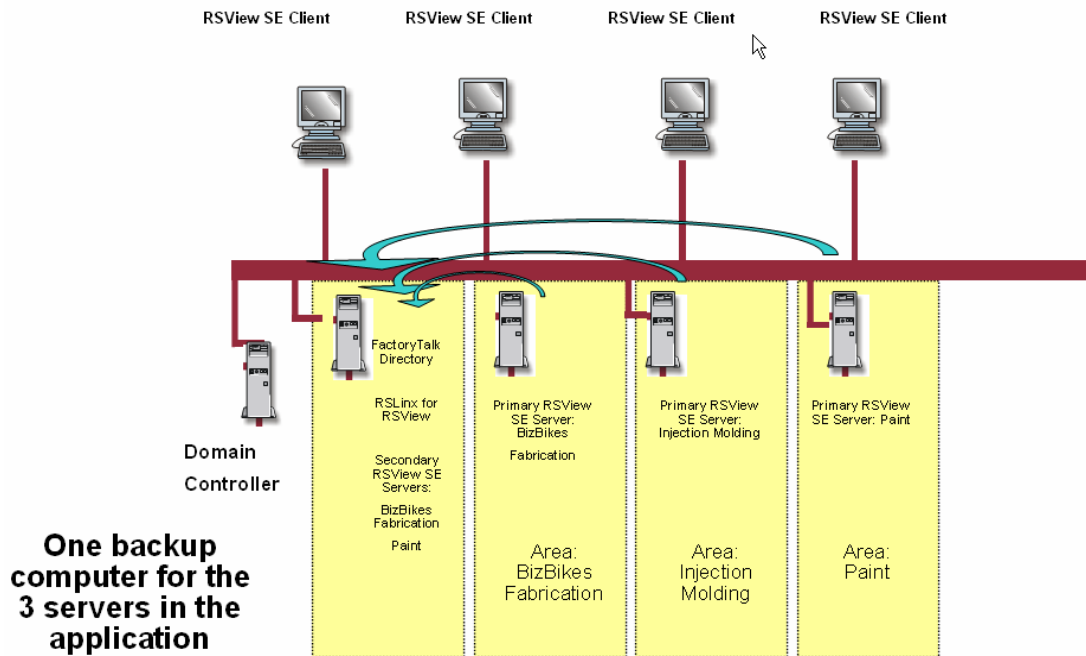 RSView SE Client
RSView SE Client
RSView SE Client
RSView SE Client
FactoryTalk
Directory
RSLinx for
RSView
Secondary
RSView SE
Servers:
BizBikes
Fabrication
Paint
Primary RSView
SE Server:
BizBikes
Fabrication
Primary RSView
SE Server:
Injection Molding
Primary RSView
SE Server: Paint
Domain
Controller
One backup
computer for the
3 servers in the
application
Area:
BizBikes
Fabrication
Area:
Injection
Molding
Area:
Paint